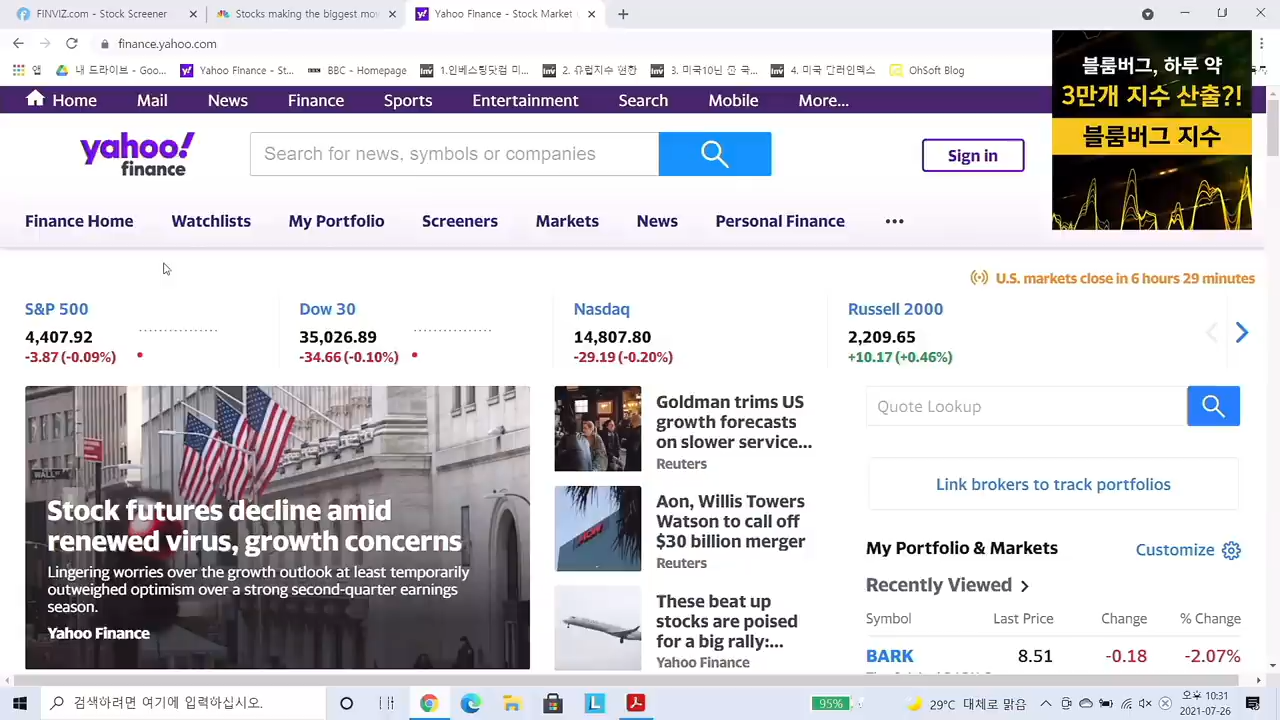 FINVIZ.com - Stock Screener
Stocks making the biggest mo
Yahoo Finance - Stock Market
finance.yahoo.com
앱
내 드라이브 - Goo...
Yahoo FInance - St...
BBC - Homepage
1.인베스팅닷컴 미...
2. 유럽지수 현황
3. 미국10년 존 국...
4. 미국 달러인덱스
OhSoft Blog
블룸버그, 하루 약
3만개 지수 산출?!
블룸버그 지수
Home
Mail
News
Finance
Sports
Entertainment
Search
Mobile
More...
yahoo!
finance
Search for news, symbols or companies
Sign in
Finance Home
Watchlists
My Portfolio
Screeners
Markets
News
Personal Finance
•••
U.S. markets close in 6 hours 29 minutes
S&P 500
4,407.92
-3.87 (-0.09%)
Dow 30
35,026.89
-34.66 (-0.10%)
Nasdaq
14,807.80
-29.19 (-0.20%)
Russell 2000
2,209.65
+10.17 (+0.46%)
Stock futures decline amid
renewed virus, growth concerns
Lingering worries over the growth outlook at least temporarily
outweighed optimism over a strong second-quarter earnings
season.
Yahoo Finance
WALL
Goldman trims US
growth forecasts
on slower service...
Reuters
Aon, Willis Towers
Watson to call off
$30 billion merger
Reuters
These beat up
stocks are poised
for a big rally:...
Yahoo Finance
Quote Lookup
Link brokers to track portfolios
My Portfolio & Markets
Customize
Recently Viewed
Symbol
Last Price
Change
% Change
BARK
8.51
-0.18
-2.07%
검색하려면 여기에 입력하십시오.
95%
29°C 대체로 맑음
오후 10:31
2021-07-26